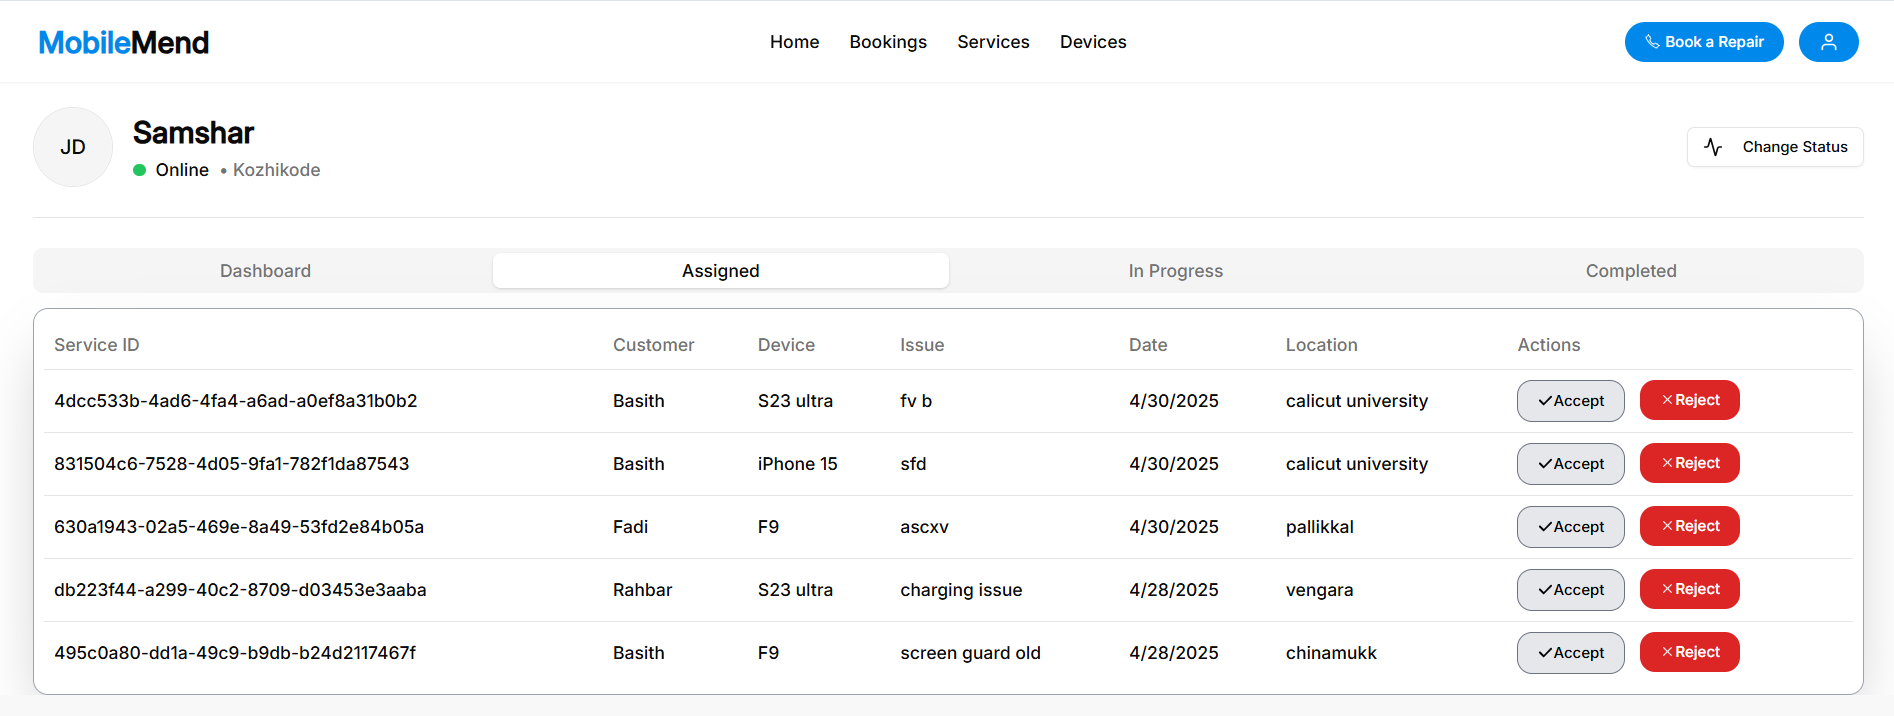 MobileMend Home Bookings Services Devices Book a Repair
JD
Samshar
Online • Kozhikode
Change Status
Dashboard Assigned In Progress Completed
Service ID Customer Device Issue Date Location Actions
4dcc533b-4ad6-4fa4-a6ad-a0ef8a31b0b2 Basith S23 ultra fv b 4/30/2025 calicut university Accept Reject
831504c6-7528-4d05-9fa1-782f1da87543 Basith iPhone 15 sfd 4/30/2025 calicut university Accept Reject
630a1943-02a5-469e-8a49-53fd2e84b05a Fadi F9 ascxv 4/30/2025 pallikkal Accept Reject
db223f44-a299-40c2-8709-d03453e3aaba Rahbar S23 ultra charging issue 4/28/2025 vengara Accept Reject
495c0a80-dd1a-49c9-b9db-b24d2117467f Basith F9 screen guard old 4/28/2025 chinamukk Accept Reject